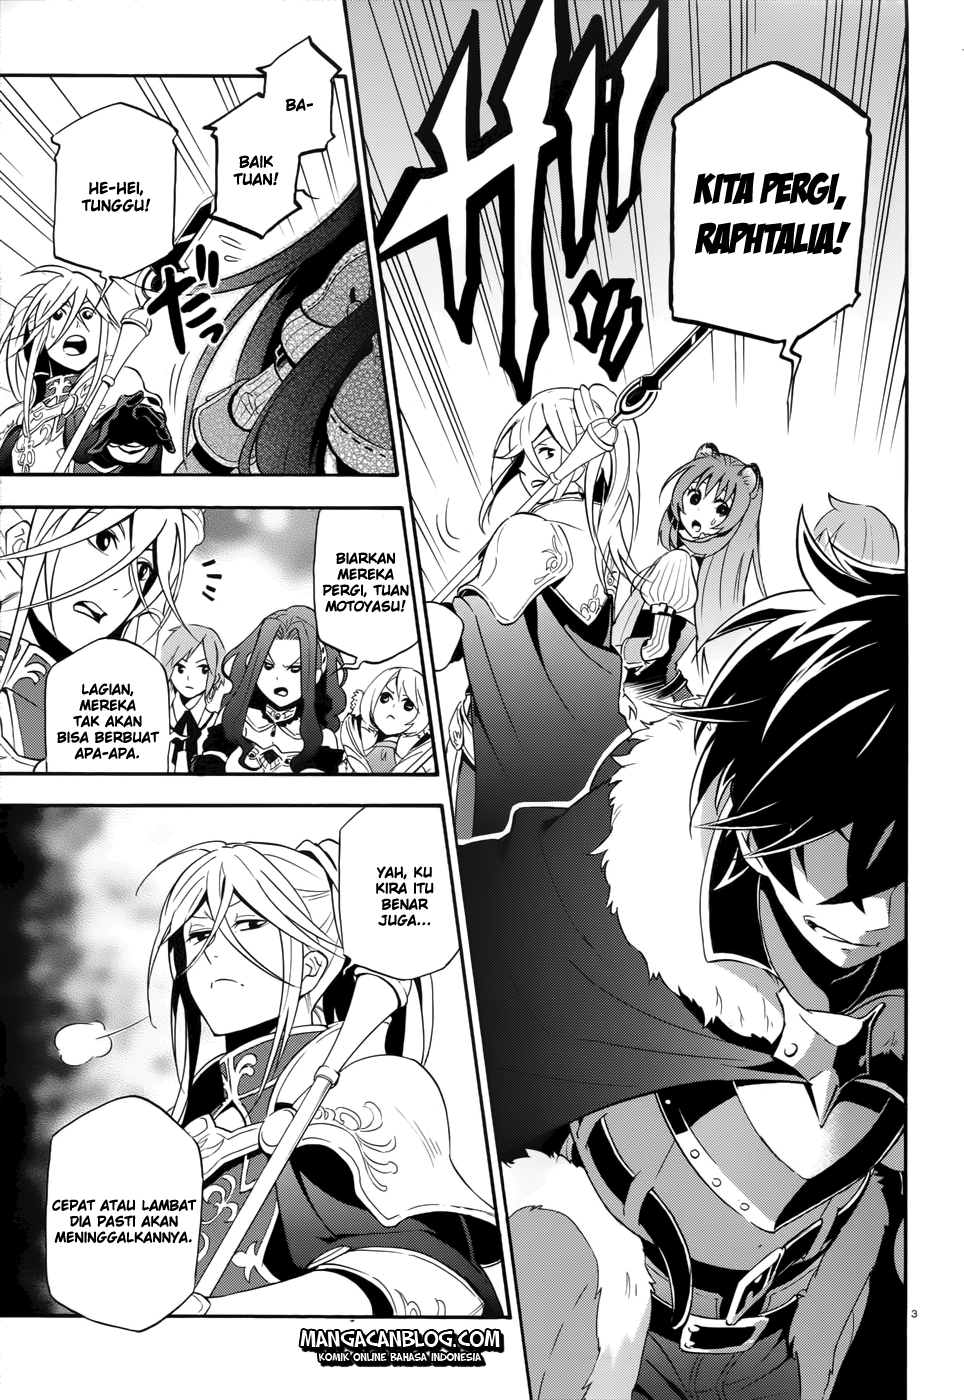 KITA PERGI,
RAPHTALIA!
BA-
BAIK
TUAN!
HE-HEI,
TUNGGU!
BIARKAN
MEREKA
PERGI, TUAN
MOTOYASU!
LAGIAN,
MEREKA
TAK AKAN
BISA BERBUAT
APA-APA.
YAH, KU
KIRA ITU
BENAR
JUGA...
CEPAT ATAU LAMBAT
DIA PASTI AKAN
MENINGGALKANNYA.
3
MANGACANBLOG.COM
KOMIK ONLINE BAHASA INDONESIA